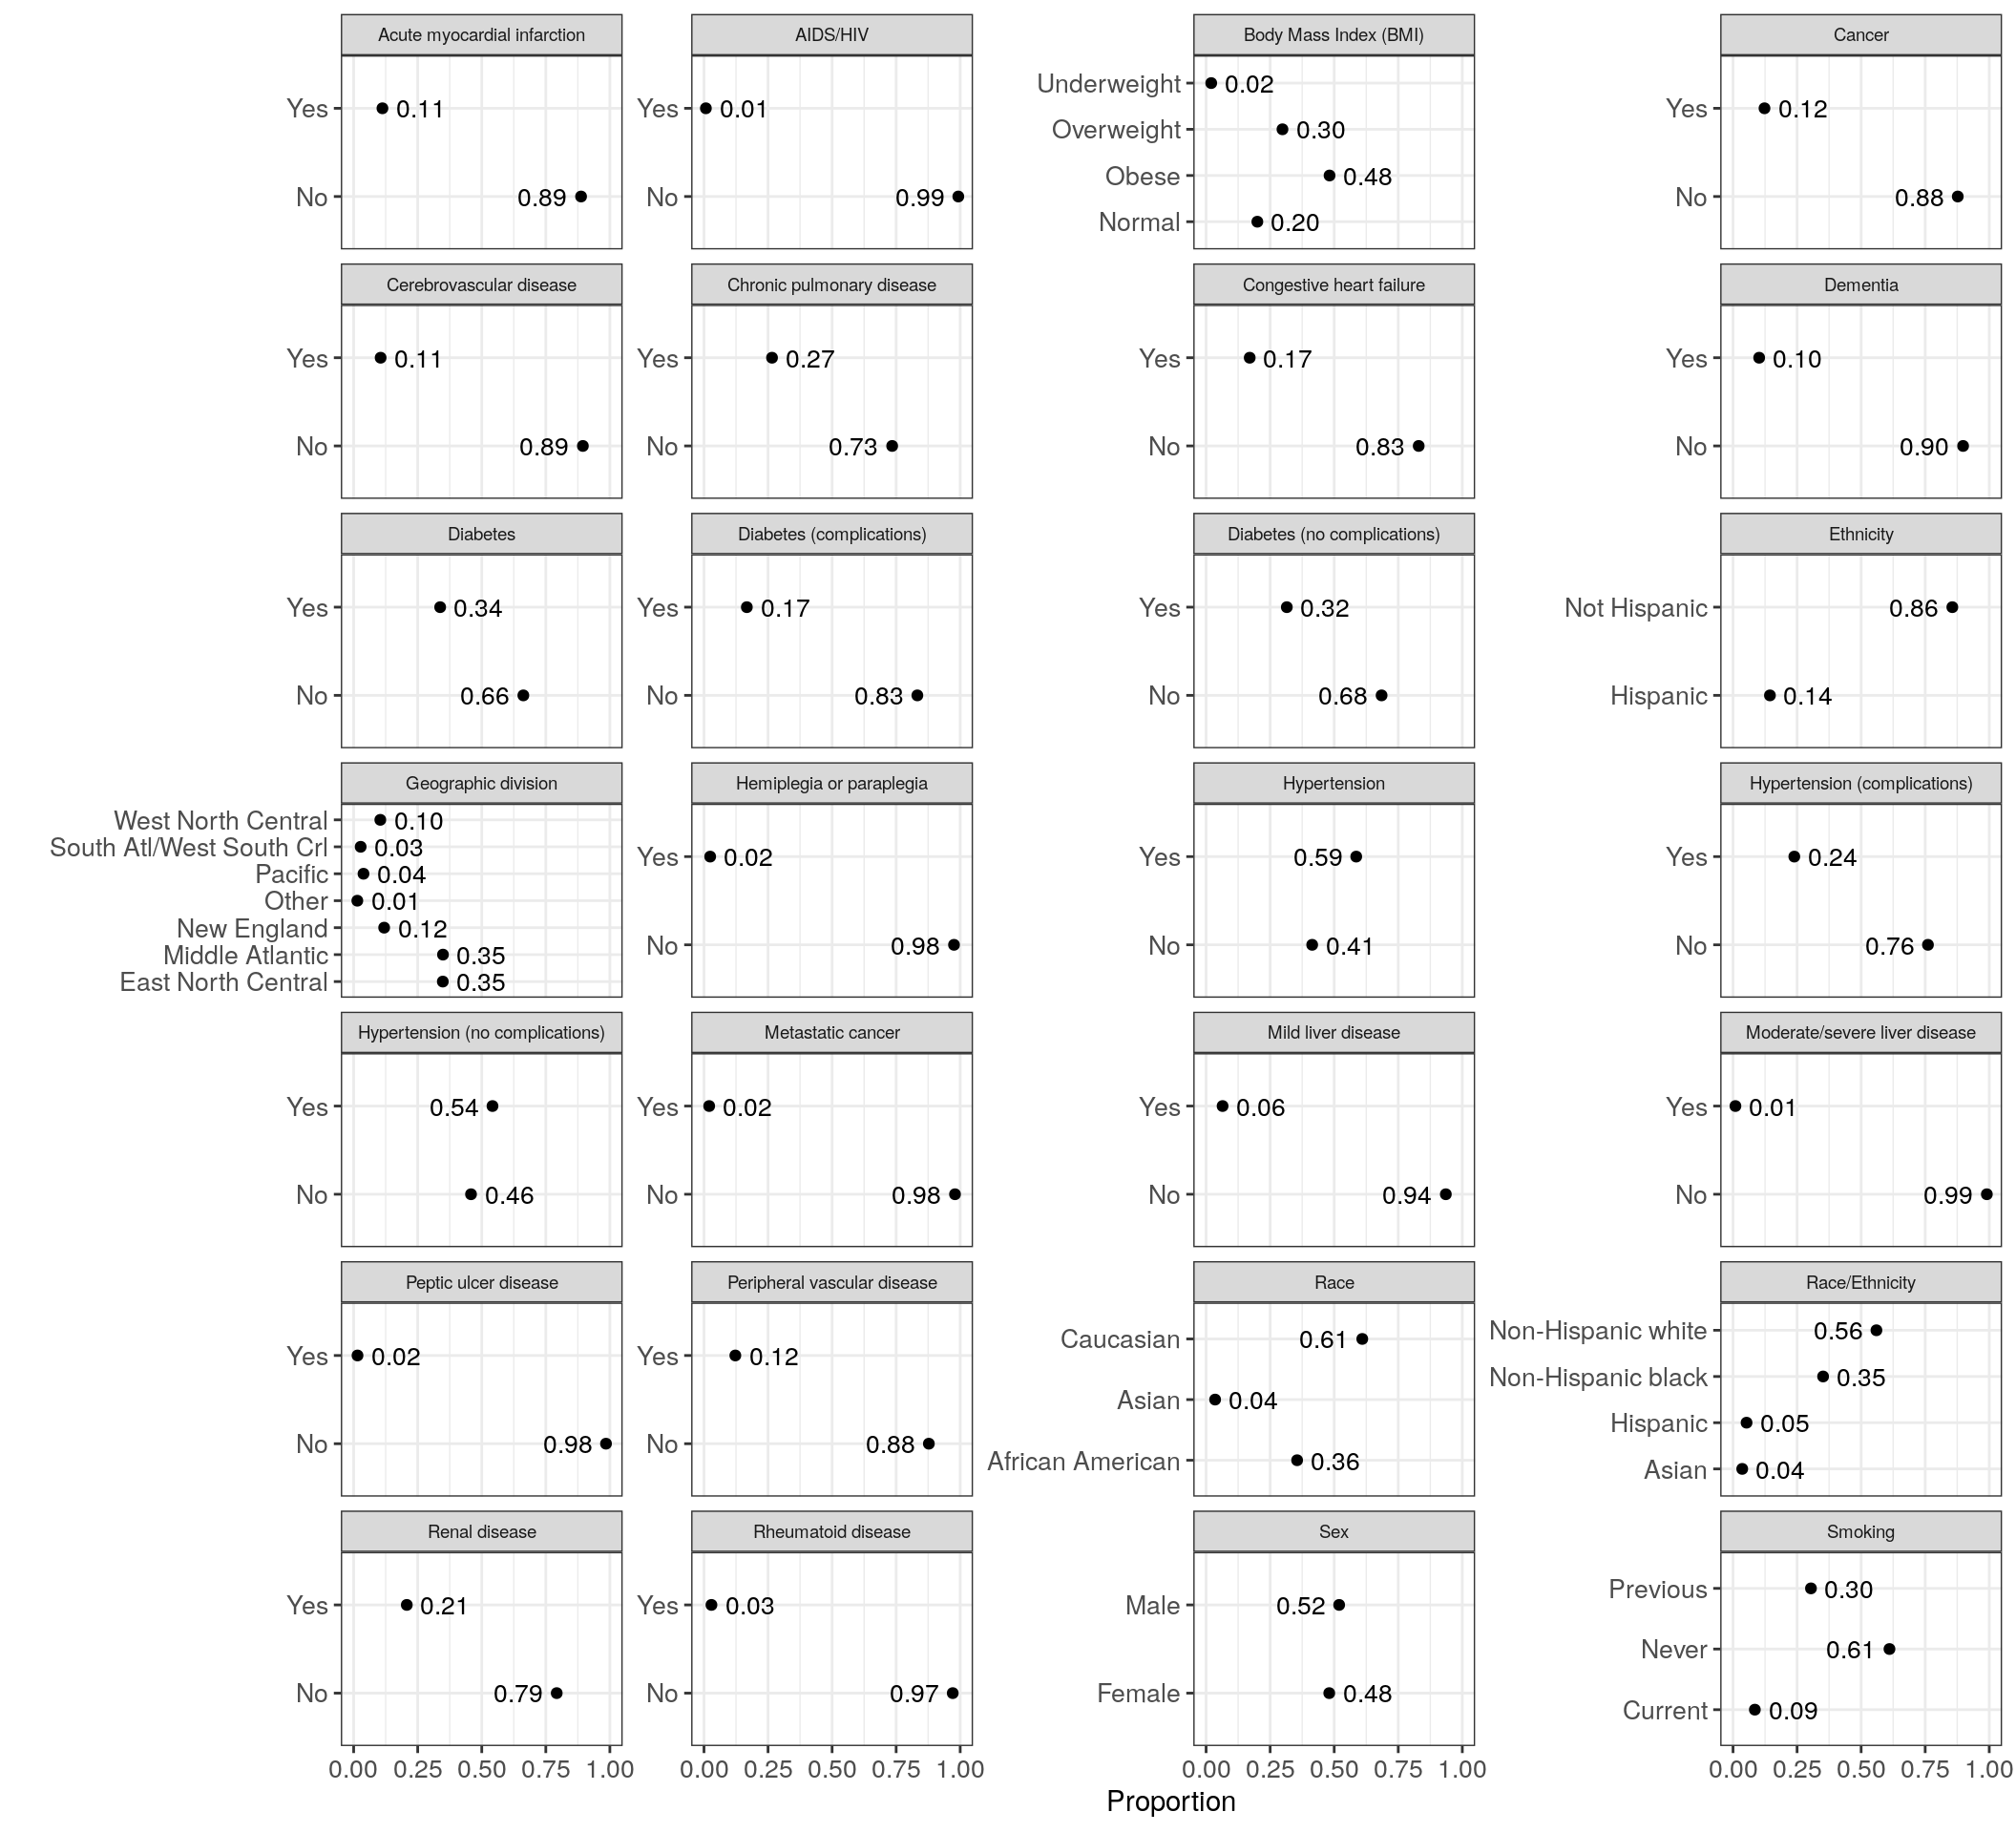 Acute myocardial infarction
Yes 0.11
No 0.89
AIDS/HIV
Yes 0.01
No 0.99
Body Mass Index (BMI)
Underweight 0.02
Overweight 0.30
Obese 0.48
Normal 0.20
Cancer
Yes 0.12
No 0.88
Cerebrovascular disease
Yes 0.11
No 0.89
Chronic pulmonary disease
Yes 0.27
No 0.73
Congestive heart failure
Yes 0.17
No 0.83
Dementia
Yes 0.10
No 0.90
Diabetes
Yes 0.34
No 0.66
Diabetes (complications)
Yes 0.17
No 0.83
Diabetes (no complications)
Yes 0.32
No 0.68
Ethnicity
Not Hispanic 0.86
Hispanic 0.14
Geographic division
West North Central 0.10
South Atl/West South Crl 0.03
Pacific 0.04
Other 0.01
New England 0.12
Middle Atlantic 0.35
East North Central 0.35
Hemiplegia or paraplegia
Yes 0.02
No 0.98
Hypertension
Yes 0.59
No 0.41
Hypertension (complications)
Yes 0.24
No 0.76
Hypertension (no complications)
Yes 0.54
No 0.46
Metastatic cancer
Yes 0.02
No 0.98
Mild liver disease
Yes 0.06
No 0.94
Moderate/severe liver disease
Yes 0.01
No 0.99
Peptic ulcer disease
Yes 0.02
No 0.98
Peripheral vascular disease
Yes 0.12
No 0.88
Race
Caucasian 0.61
Asian 0.04
African American 0.36
Race/Ethnicity
Non-Hispanic white 0.56
Non-Hispanic black 0.35
Hispanic 0.05
Asian 0.04
Renal disease
Yes 0.21
No 0.79
0.00 0.25 0.50 0.75 1.00
Rheumatoid disease
Yes 0.03
No 0.97
0.00 0.25 0.50 0.75 1.00
Sex
Male 0.52
Female 0.48
0.00 0.25 0.50 0.75 1.00
Smoking
Previous 0.30
Never 0.61
Current 0.09
0.00 0.25 0.50 0.75 1.00
Proportion